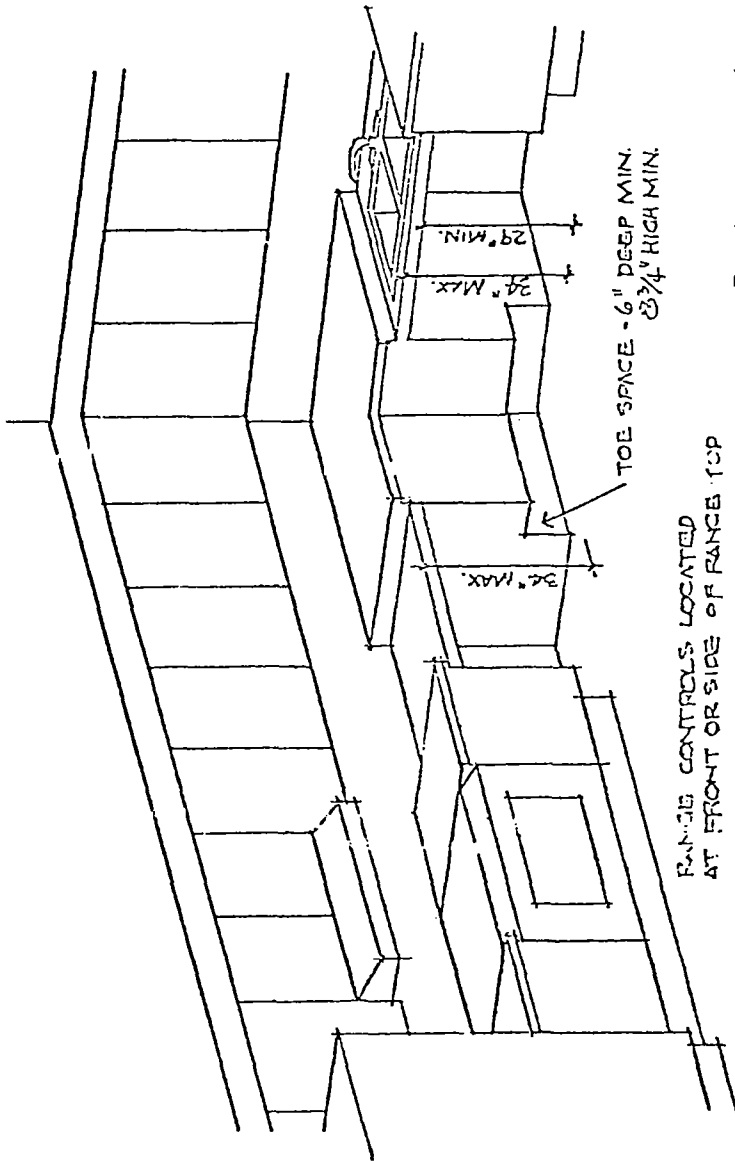 29" MIN.
34" MAX.
TOE SPACE - 6" DEEP MIN.
8 3/4" HIGH MIN.
34" MAX.
RANGE CONTROLS LOCATED
AT FRONT OR SIDE OF RANGE TOP